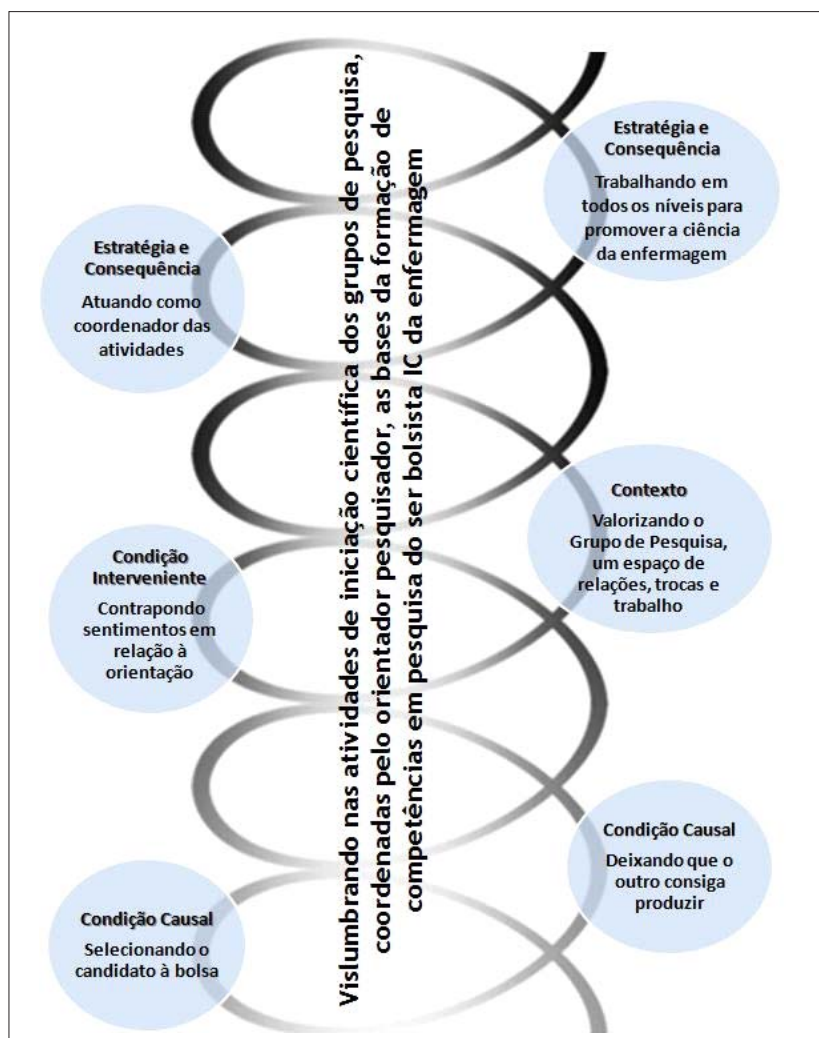 Vislumbrando nas atividades de iniciação científica dos grupos de pesquisa,
coordenadas pelo orientador pesquisador, as bases da formação de
competências em pesquisa do ser bolsista IC da enfermagem
Estratégia e
Consequência
Trabalhando em
todos os níveis para
promover a ciência
da enfermagem
Estratégia e
Consequência
Atuando como
coordenador das
atividades
Contexto
Valorizando o
Grupo de Pesquisa,
um espaço de
relações, trocas e
trabalho
Condição
Interveniente
Contrapondo
sentimentos em
relação à
orientação
Condição Causal
Deixando que o
outro consiga
produzir
Condição Causal
Selecionando o
candidato à bolsa